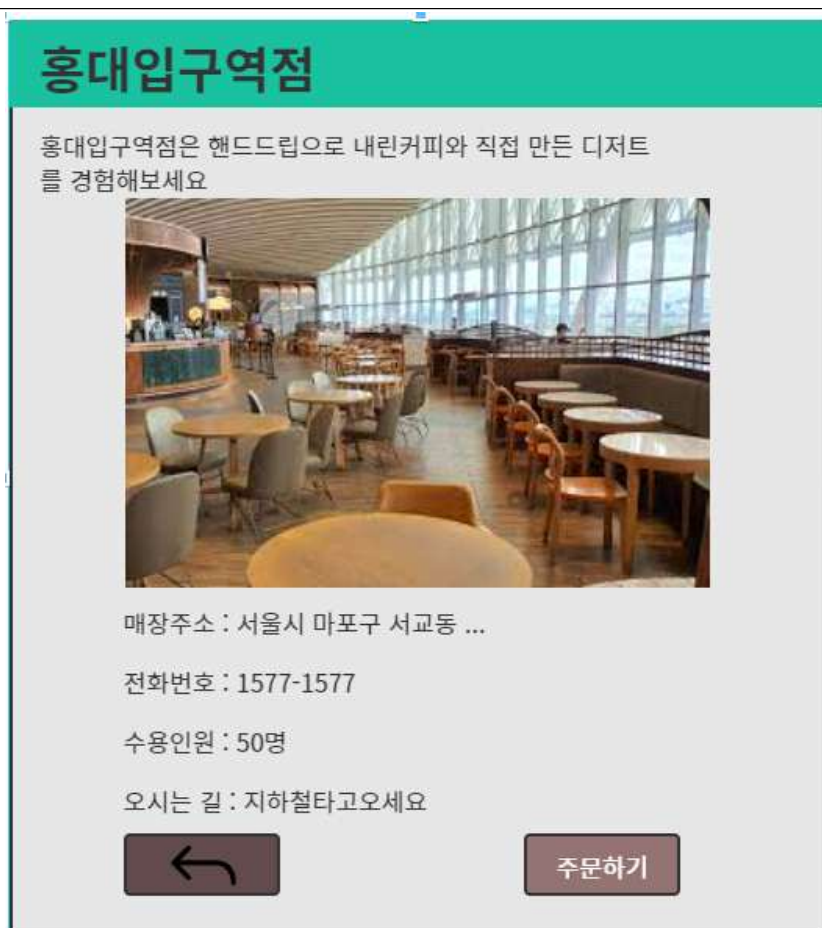 홍대입구역점
홍대입구역점은 핸드드립으로 내린커피와 직접 만든 디저트
를 경험해보세요
매장주소 : 서울시 마포구 서교동 ...
전화번호 : 1577-1577
수용인원 : 50명
오시는 길 : 지하철타고오세요
주문하기